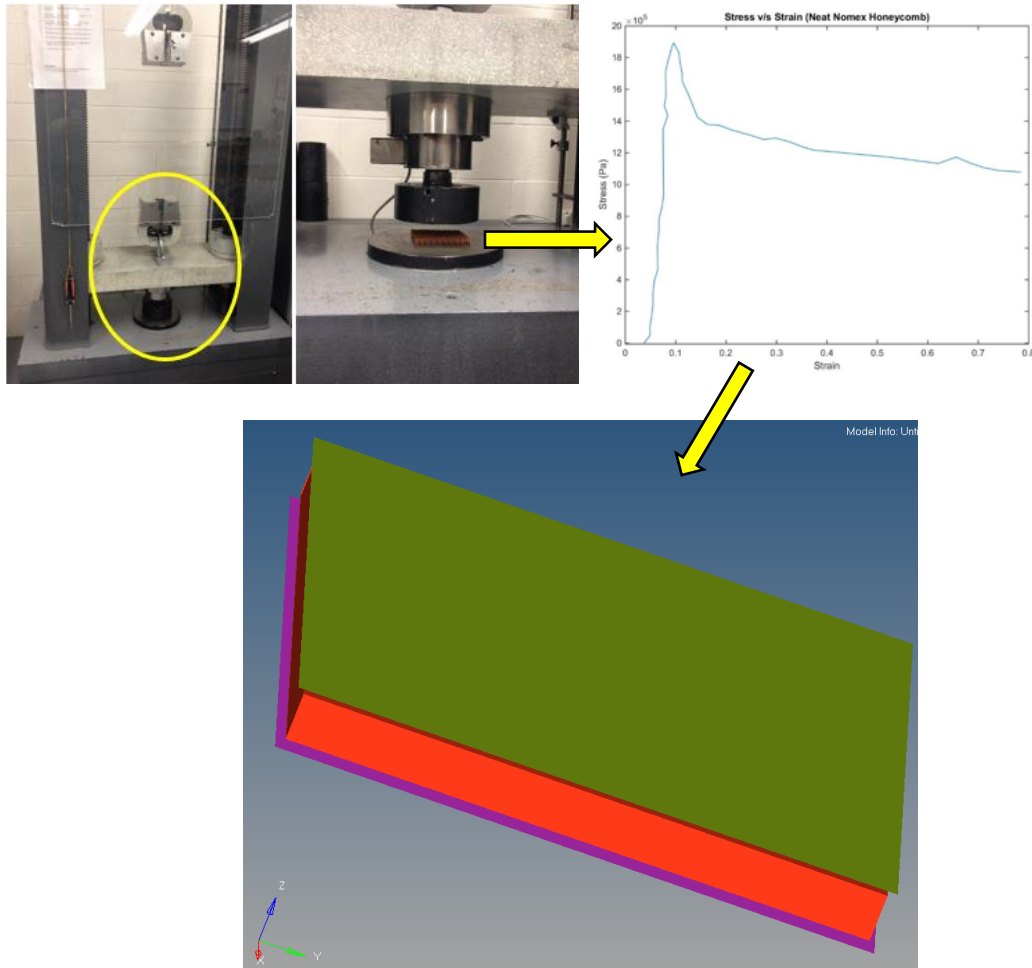 Stress v/s Strain (Neat Nomex Honeycomb)
×10⁵
20
18
16
14
12
10
8
6
4
2
0
Stress (Pa)
0 0.1 0.2 0.3 0.4 0.5 0.6 0.7 0.8
Strain
Model Info: Unti
Z
X
Y